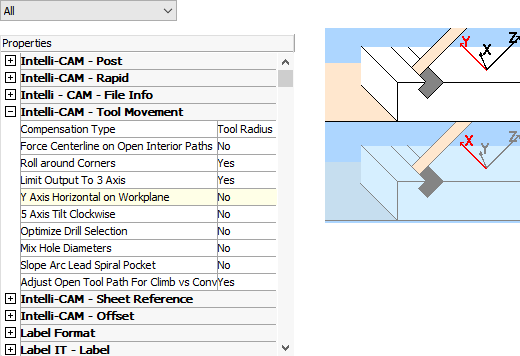 All
Properties
Intelli-CAM - Post
Intelli-CAM - Rapid
Intelli - CAM - File Info
Intelli-CAM - Tool Movement
Compensation Type Tool Radius
Force Centerline on Open Interior Paths No
Roll around Corners Yes
Limit Output To 3 Axis Yes
Y Axis Horizontal on Workplane No
5 Axis Tilt Clockwise No
Optimize Drill Selection No
Mix Hole Diameters No
Slope Arc Lead Spiral Pocket No
Adjust Open Tool Path For Climb vs Conv Yes
Intelli-CAM - Sheet Reference
Intelli-CAM - Offset
Label Format
Label IT - Label
Y X Z
X Y Z